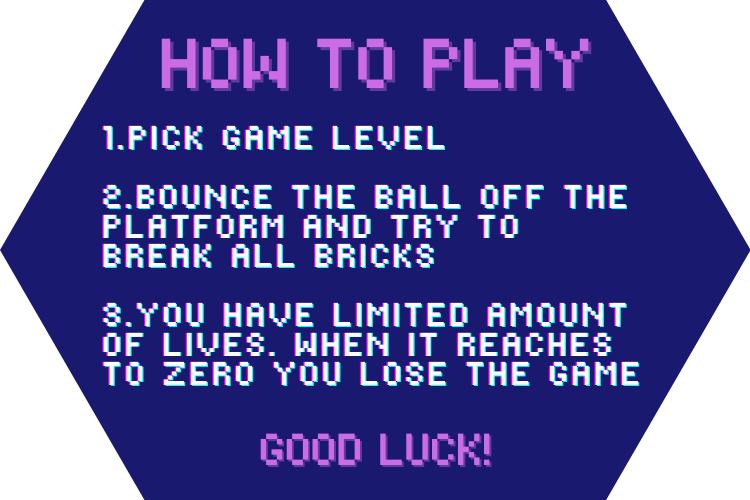 HOW TO PLAY
1.PICK GAME LEVEL
2.BOUNCE THE BALL OFF THE
PLATFORM AND TRY TO
BREAK ALL BRICKS
3.YOU HAVE LIMITED AMOUNT
OF LIVES. WHEN IT REACHES
TO ZERO YOU LOSE THE GAME
GOOD LUCK!